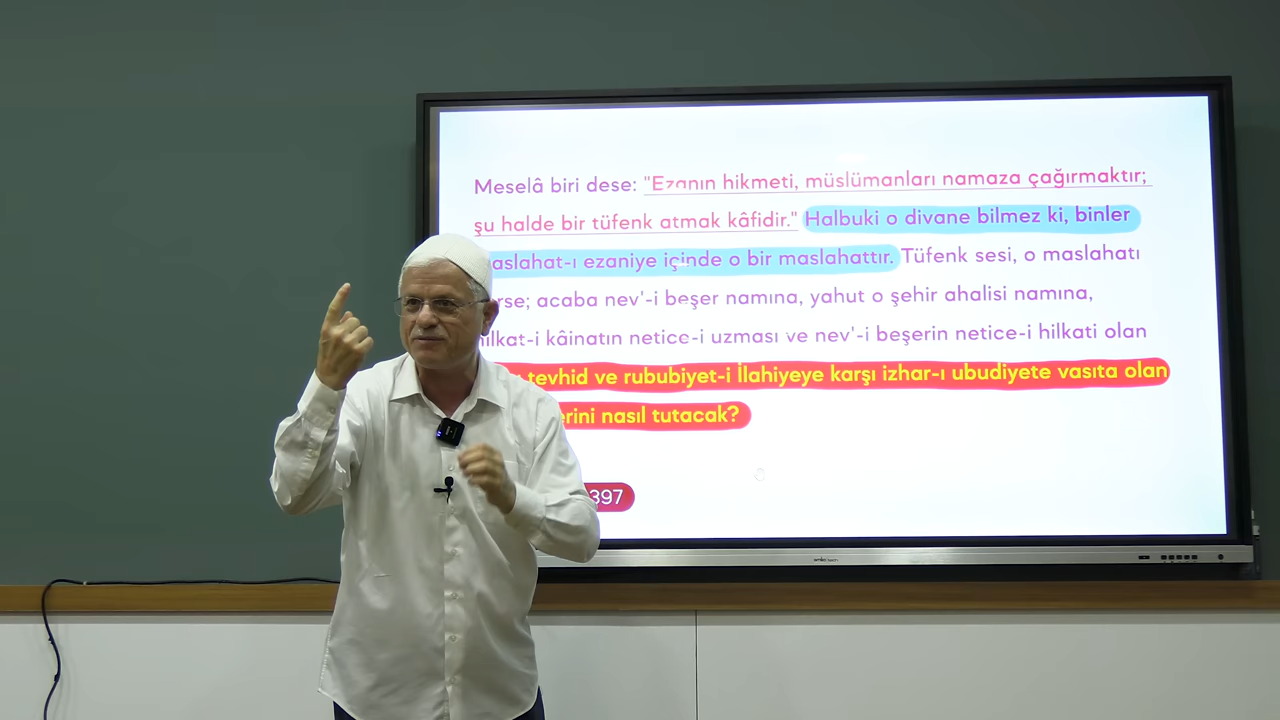 Meselâ biri dese: "Ezanın hikmeti, müslümanları namaza çağırmaktır;
şu halde bir tüfenk atmak kâfidir." Halbuki o divane bilmez ki, binler
aslahat-ı ezaniye içinde o bir maslahattır. Tüfenk sesi, o maslahatı
rse; acaba nev'-i beşer namına, yahut o şehir ahalisi namına,
hilkat-i kâinatın netice-i uzması ve nev'-i beşerin netice-i hilkati olan
tevhid ve rububiyet-i İlahiyeye karşı izhar-ı ubudiyete vasıta olan
erini nasıl tutacak?
397